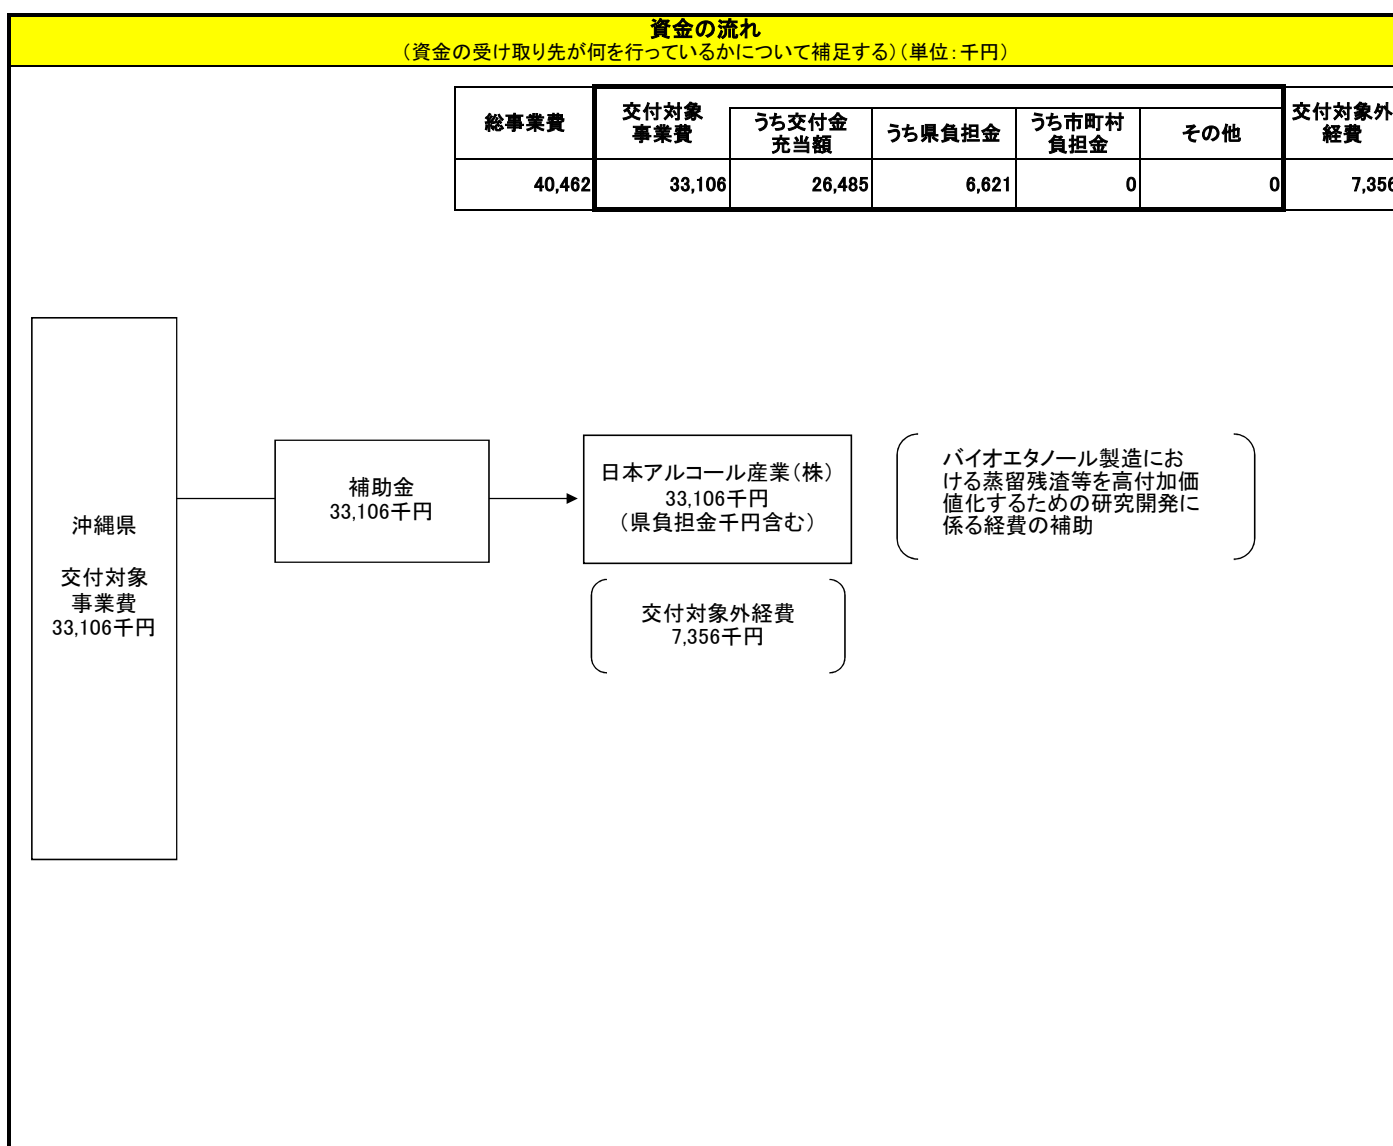 資金の流れ
（資金の受け取り先が何を行っているかについて補足する）（単位：千円）
総事業費
交付対象
事業費
うち交付金
充当額
うち県負担金
うち市町村
負担金
その他
交付対象外
経費
40,462
33,106
26,485
6,621
0
0
7,356
沖縄県
交付対象
事業費
33,106千円
補助金
33,106千円
日本アルコール産業（株）
33,106千円
（県負担金千円含む）
バイオエタノール製造にお
ける蒸留残渣等を高付加価
値化するための研究開発に
係る経費の補助
交付対象外経費
7,356千円